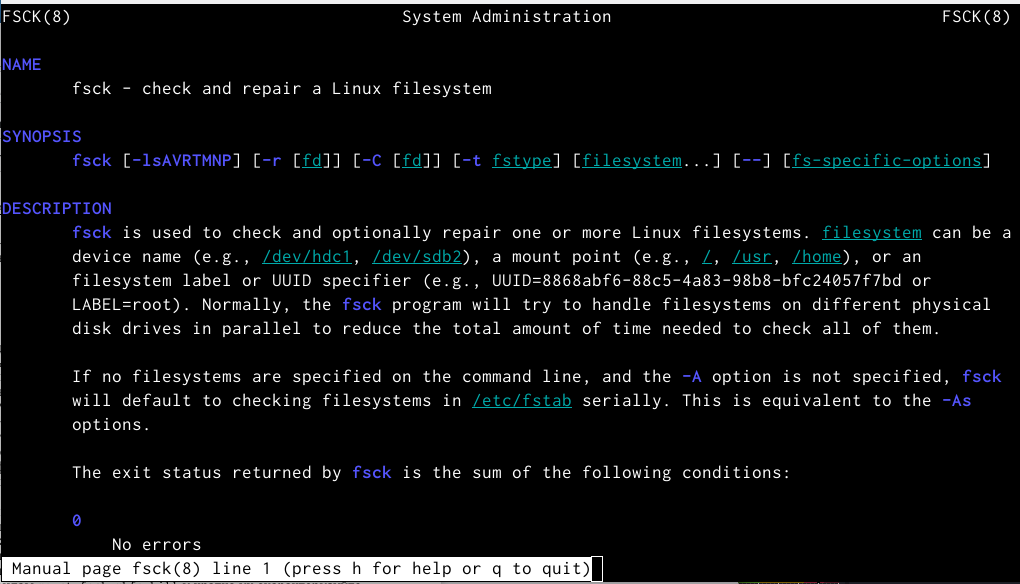 FSCK(8) System Administration FSCK(8)
NAME
fsck - check and repair a Linux filesystem
SYNOPSIS
fsck [-lsAVRTMNP] [-r [fd]] [-C [fd]] [-t fstype] [filesystem...] [--] [fs-specific-options]
DESCRIPTION
fsck is used to check and optionally repair one or more Linux filesystems. filesystem can be a
device name (e.g., /dev/hdc1, /dev/sdb2), a mount point (e.g., /, /usr, /home), or an
filesystem label or UUID specifier (e.g., UUID=8868abf6-88c5-4a83-98b8-bfc24057f7bd or
LABEL=root). Normally, the fsck program will try to handle filesystems on different physical
disk drives in parallel to reduce the total amount of time needed to check all of them.
If no filesystems are specified on the command line, and the -A option is not specified, fsck
will default to checking filesystems in /etc/fstab serially. This is equivalent to the -As
options.
The exit status returned by fsck is the sum of the following conditions:
0
No errors
Manual page fsck(8) line 1 (press h for help or q to quit)